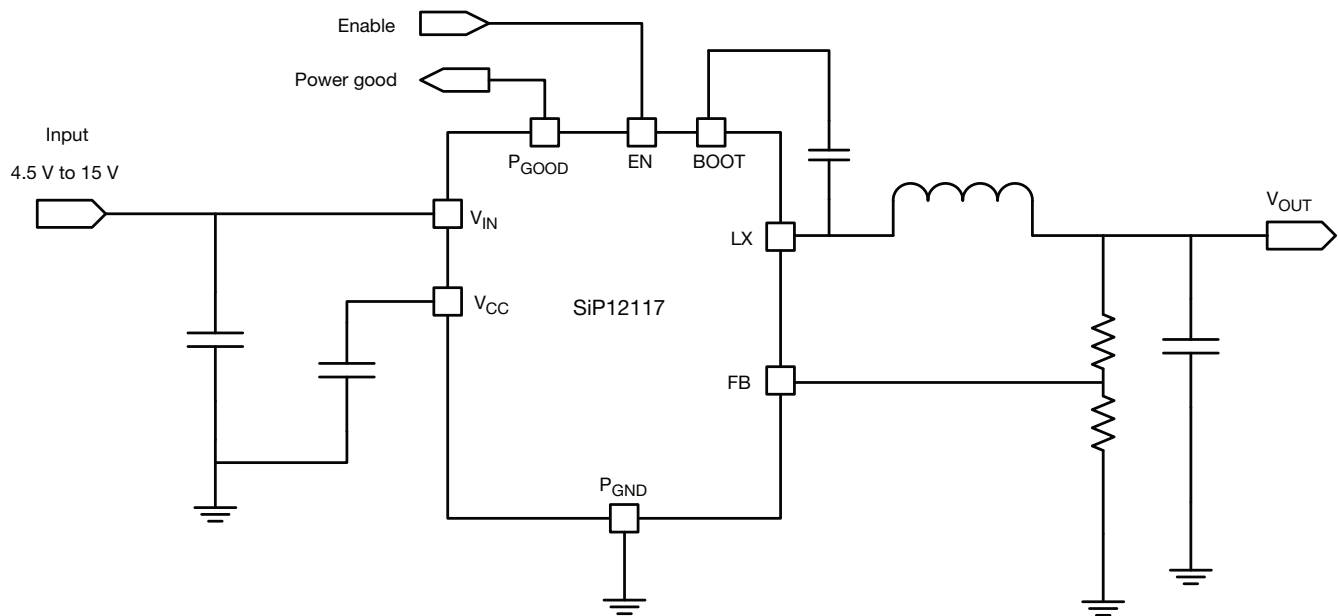 Enable
Power good
Input
4.5 V to 15 V
PGOOD
EN
BOOT
VIN
LX
VOUT
VCC
SiP12117
FB
PGND